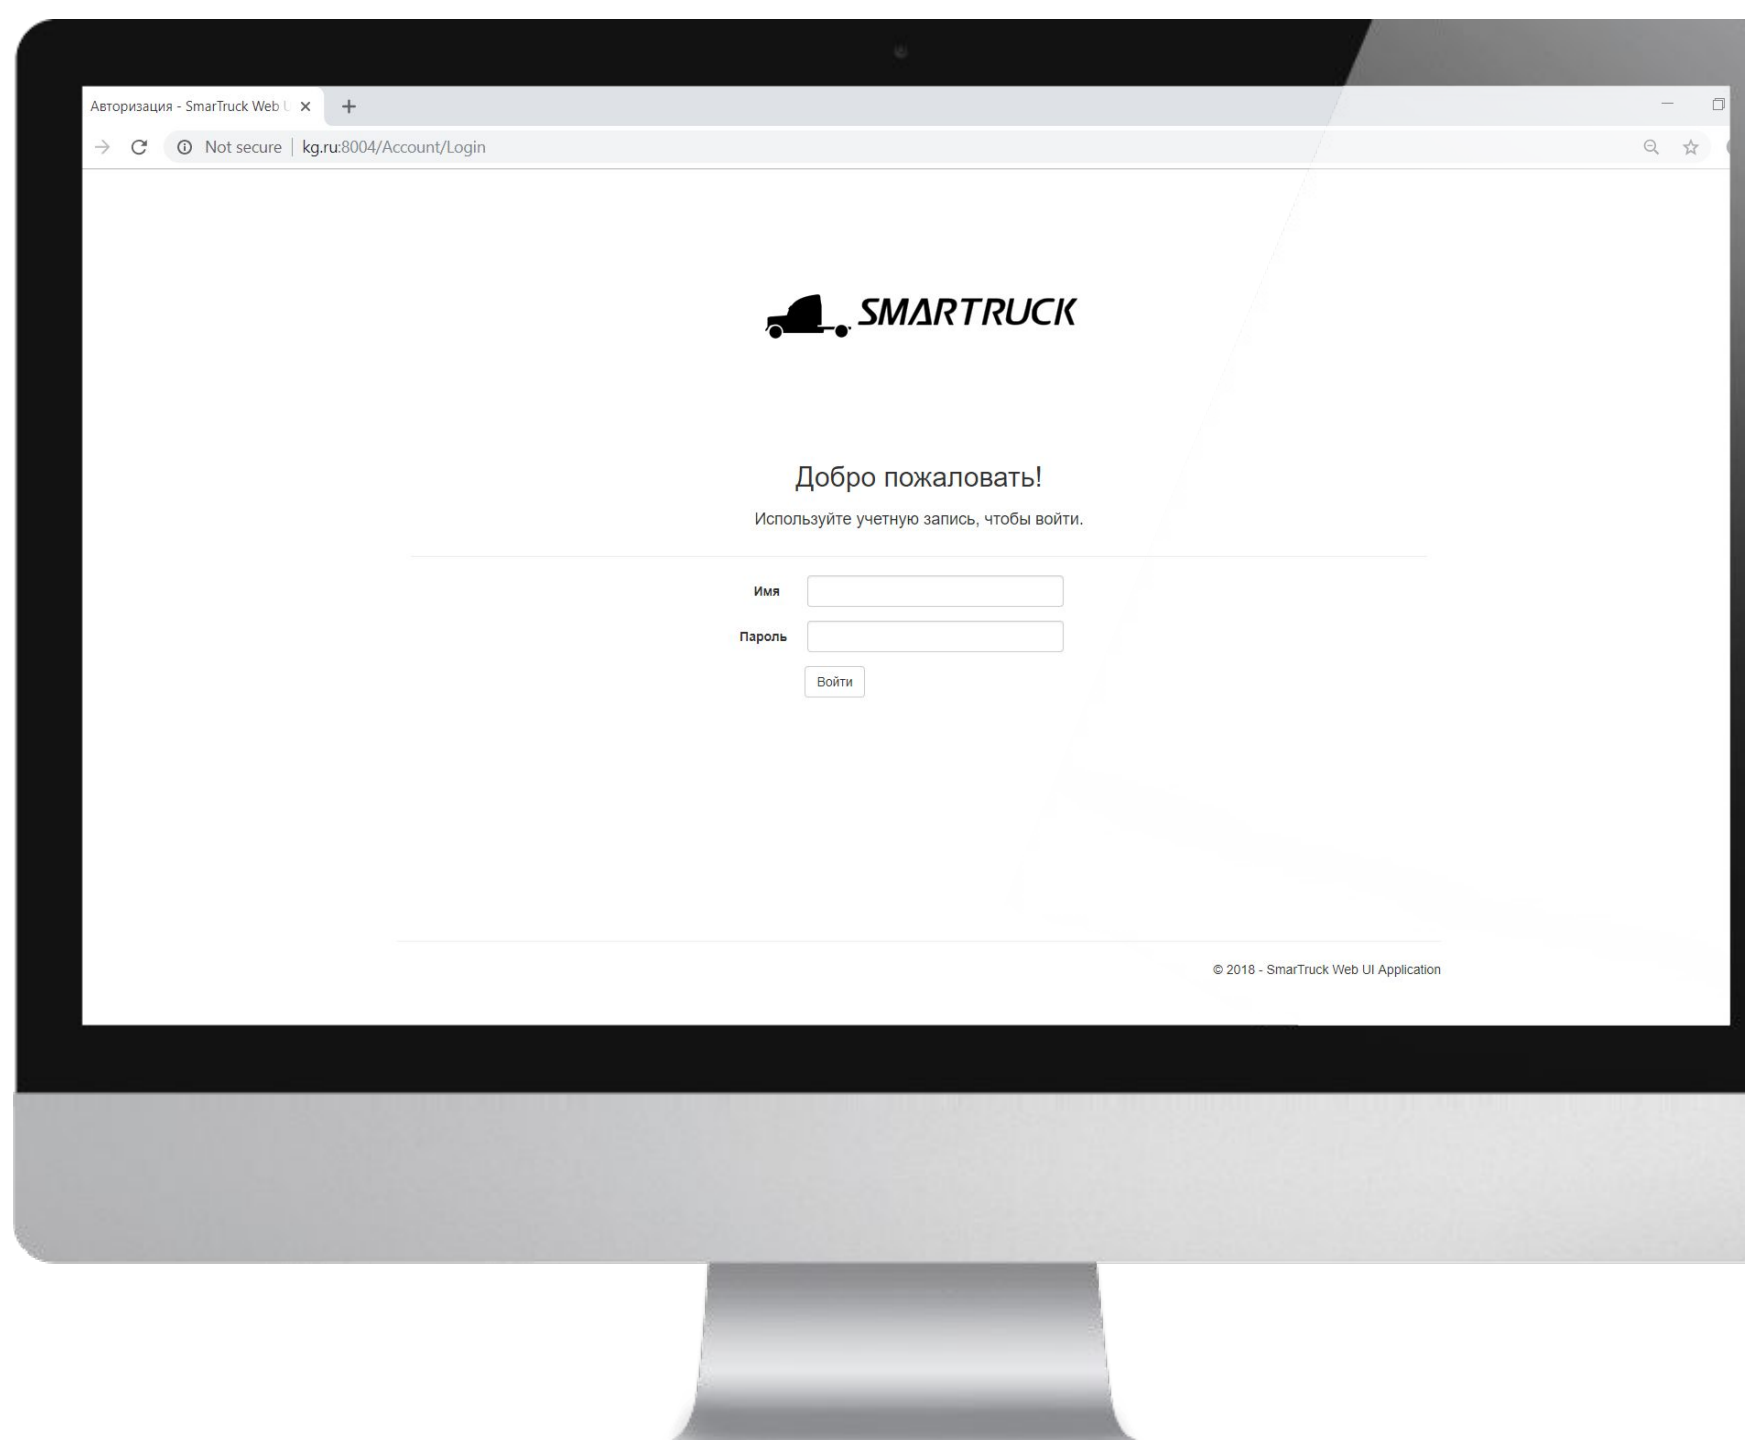 Авторизация - SmarTruck Web U
Not secure | kg.ru:8004/Account/Login
SMARTRUCK
Добро пожаловать!
Используйте учетную запись, чтобы войти.
Имя
Пароль
Войти
© 2018 - SmarTruck Web UI Application